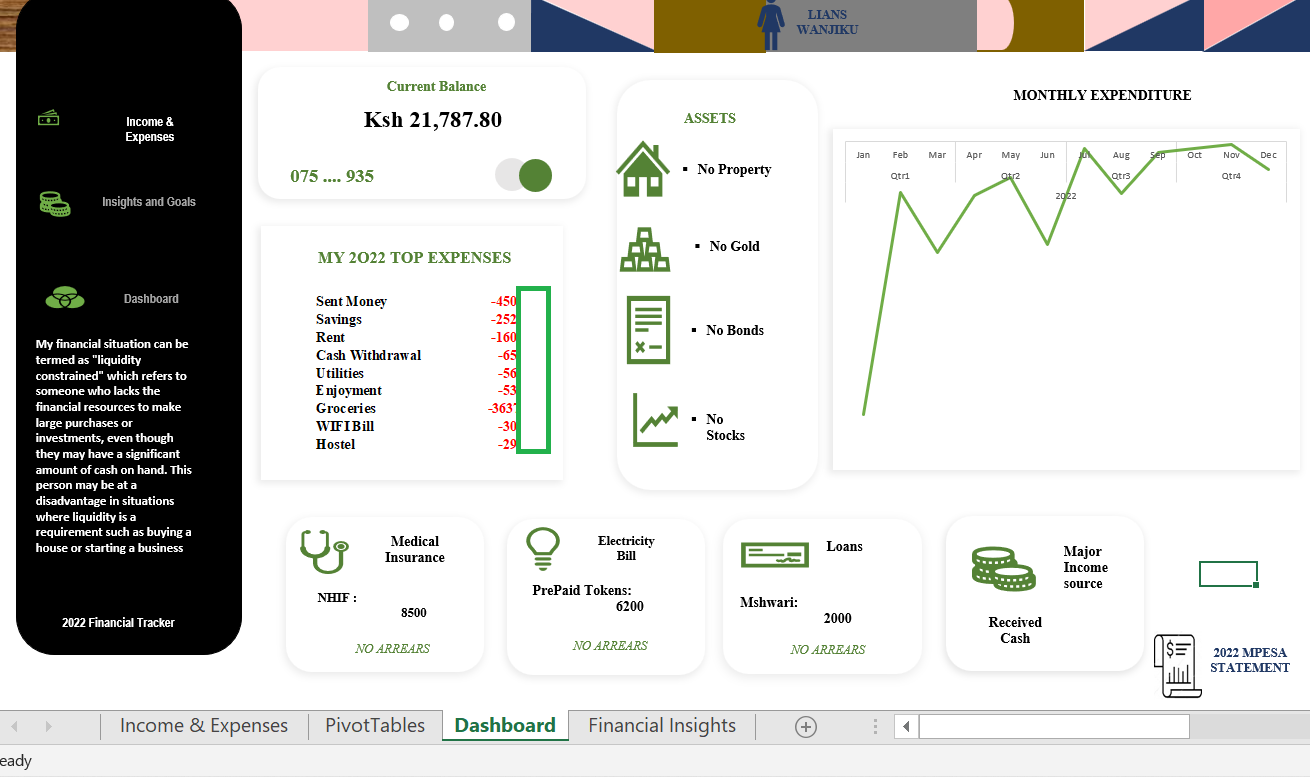 LIANS
WANJIKU
Income &
Expenses
Insights and Goals
Dashboard
My financial situation can be
termed as "liquidity
constrained" which refers to
someone who lacks the
financial resources to make
large purchases or
investments, even though
they may have a significant
amount of cash on hand. This
person may be at a
disadvantage in situations
where liquidity is a
requirement such as buying a
house or starting a business
2022 Financial Tracker
Current Balance
Ksh 21,787.80
075 .... 935
MY 2O22 TOP EXPENSES
Sent Money -450
Savings -252
Rent -160
Cash Withdrawal -65
Utilities -56
Enjoyment -53
Groceries -3637
WIFI Bill -30
Hostel -29
ASSETS
▪ No Property
▪ No Gold
▪ No Bonds
▪ No
Stocks
MONTHLY EXPENDITURE
Jan Feb Mar Apr May Jun Jul Aug Sep Oct Nov Dec
Qtr1 Qtr2 Qtr3 Qtr4
2022
Medical
Insurance
NHIF :
8500
NO ARREARS
Electricity
Bill
PrePaid Tokens:
6200
NO ARREARS
Loans
Mshwari:
2000
NO ARREARS
Major
Income
source
Received
Cash
2022 MPESA
STATEMENT
Income & Expenses PivotTables Dashboard Financial Insights
eady